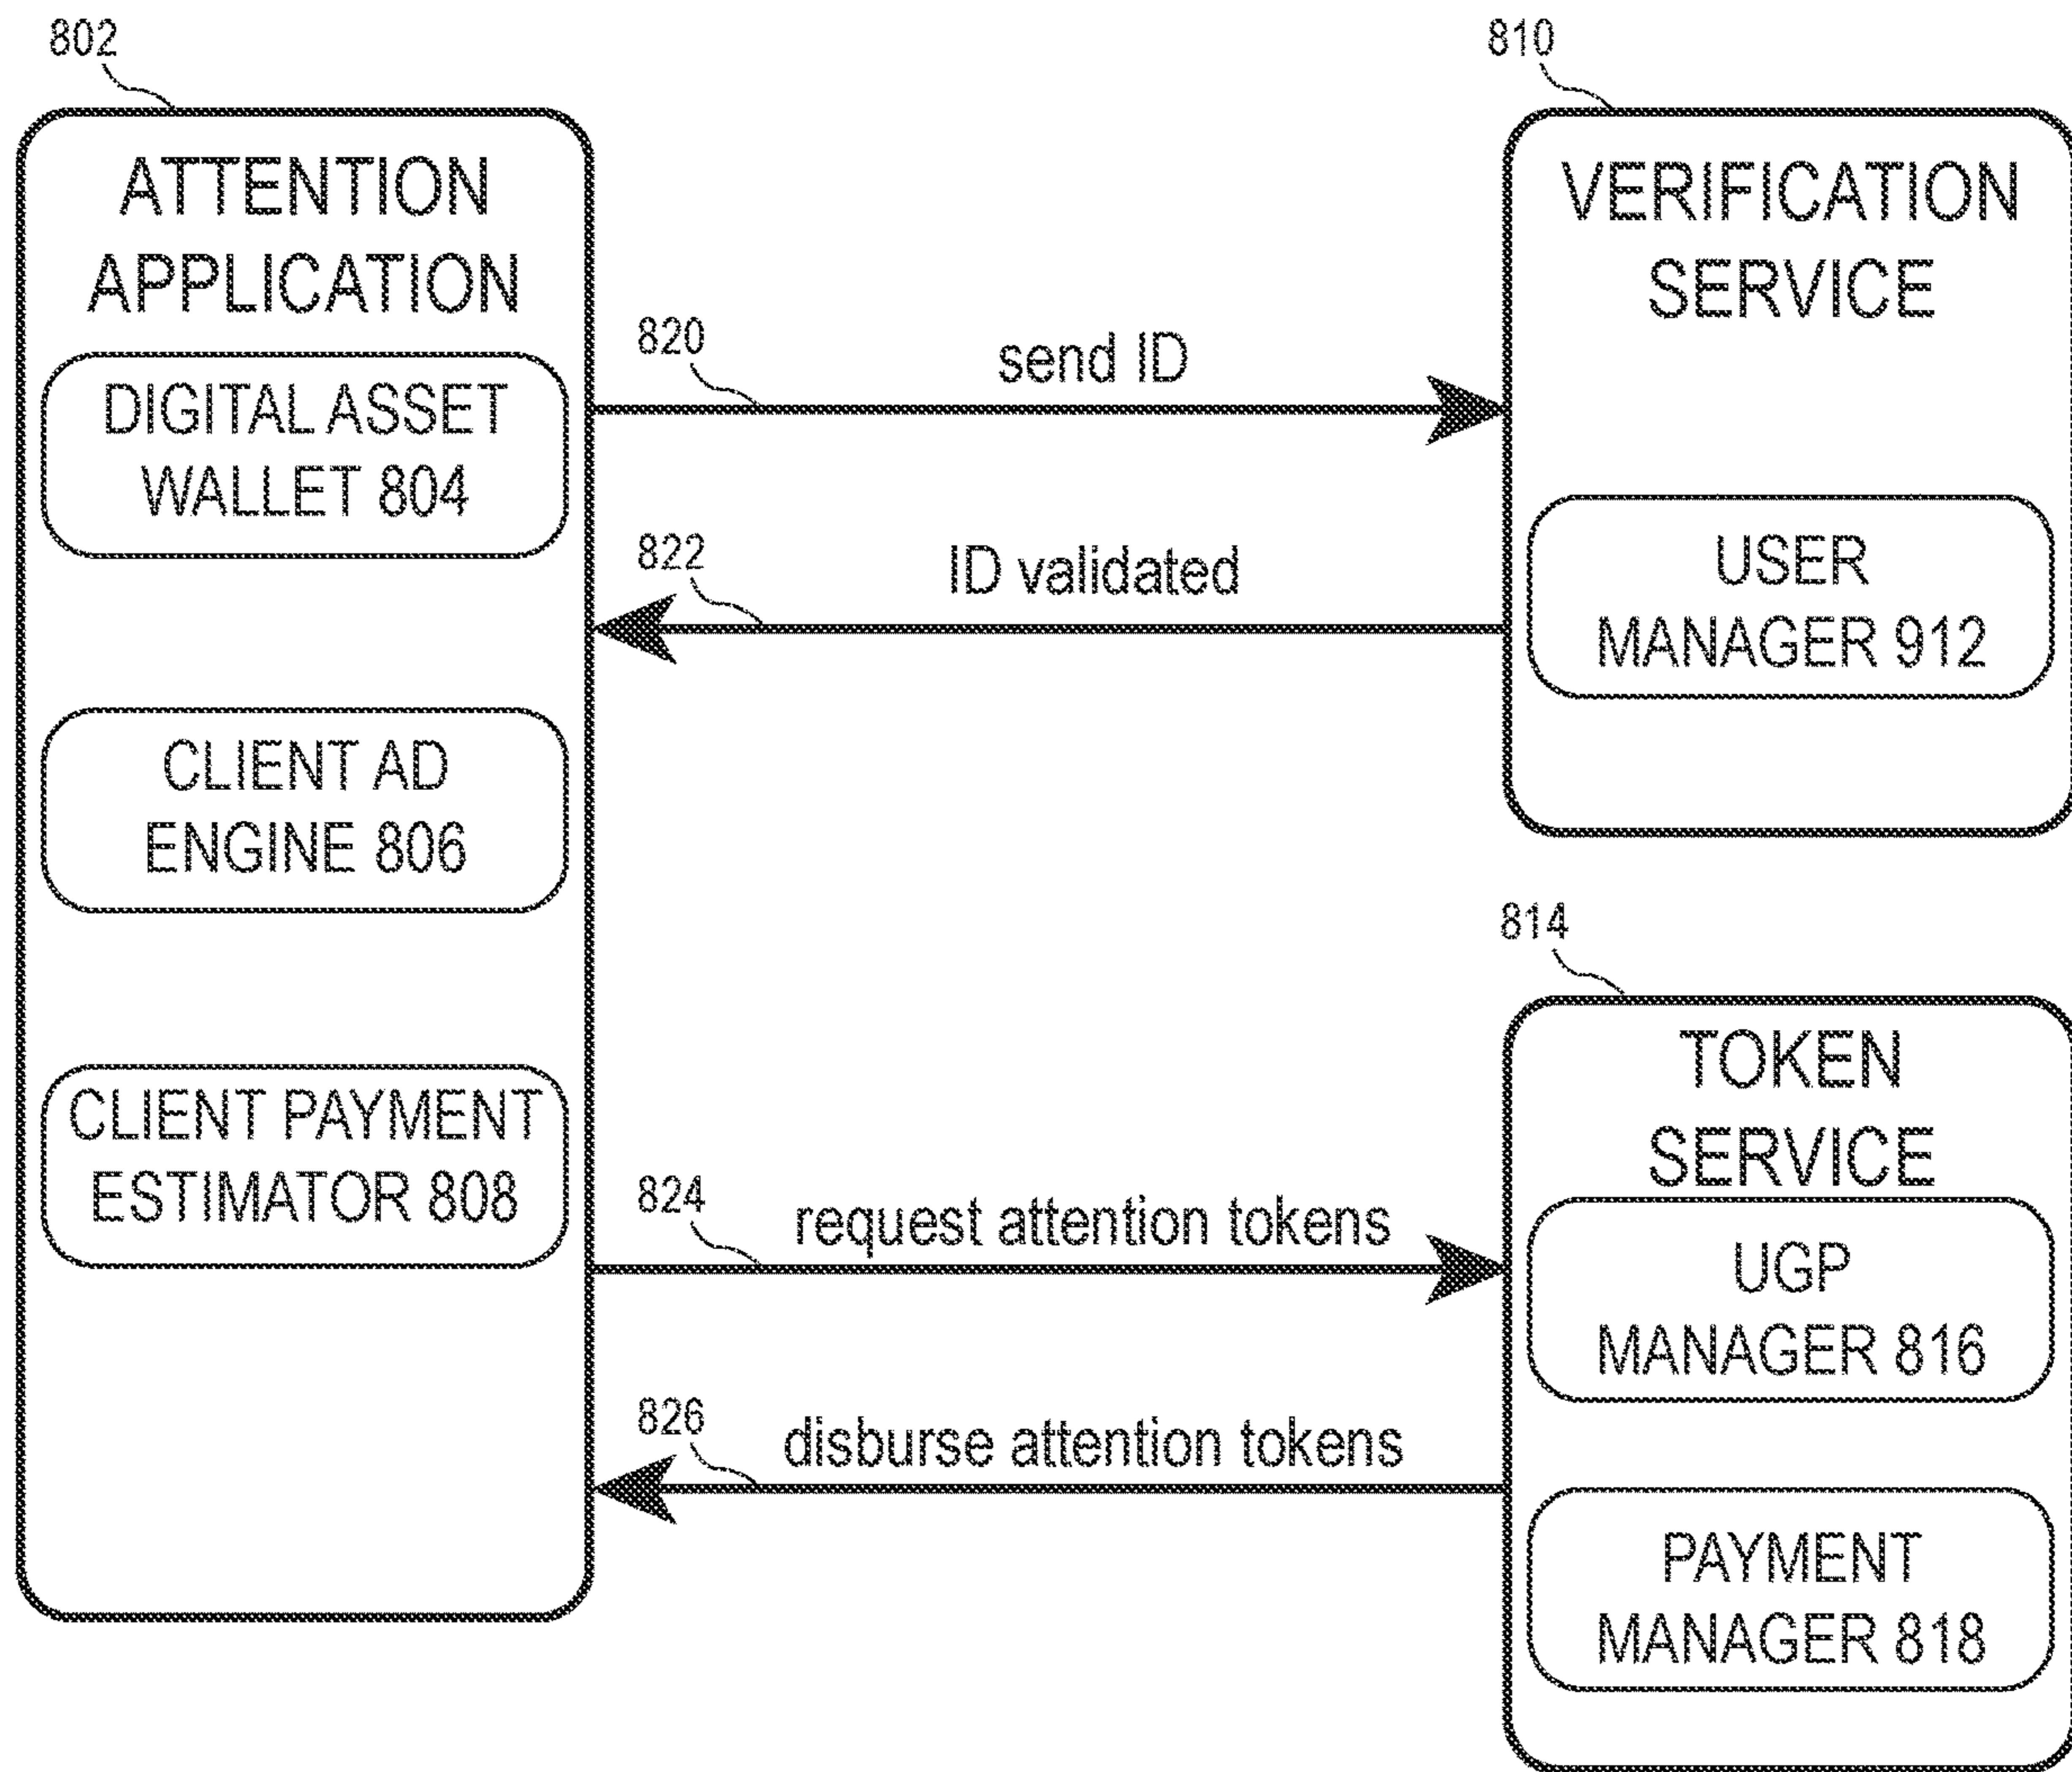 802
ATTENTION
APPLICATION
DIGITAL ASSET
WALLET 804
CLIENT AD
ENGINE 806
CLIENT PAYMENT
ESTIMATOR 808
820
send ID
822
ID validated
824
request attention tokens
826
disburse attention tokens
810
VERIFICATION
SERVICE
USER
MANAGER 912
814
TOKEN
SERVICE
UGP
MANAGER 816
PAYMENT
MANAGER 818